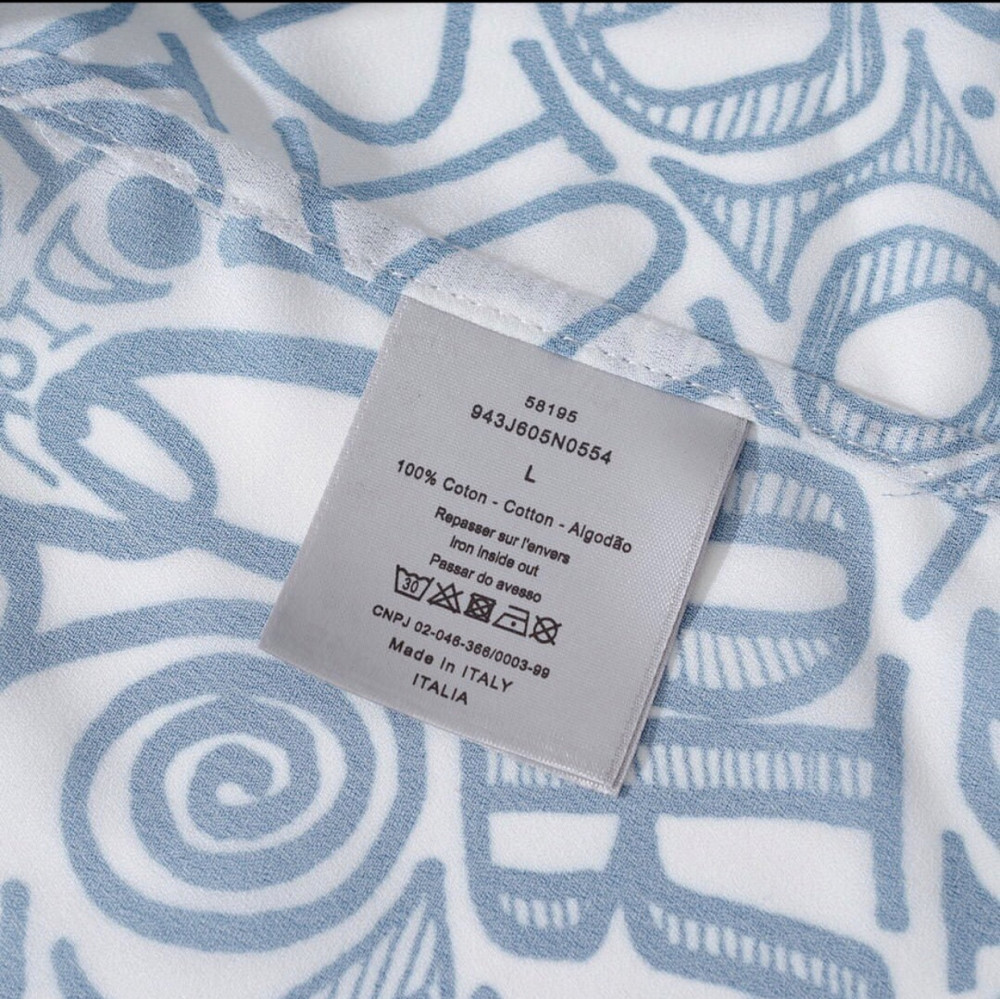 58195
943J605N0554
L
100% Coton - Cotton - Algodão
Repasser sur l'envers
Iron inside out
Passar do avesso
30
CNPJ 02-046-366/0003-99
Made In ITALY
ITALIA